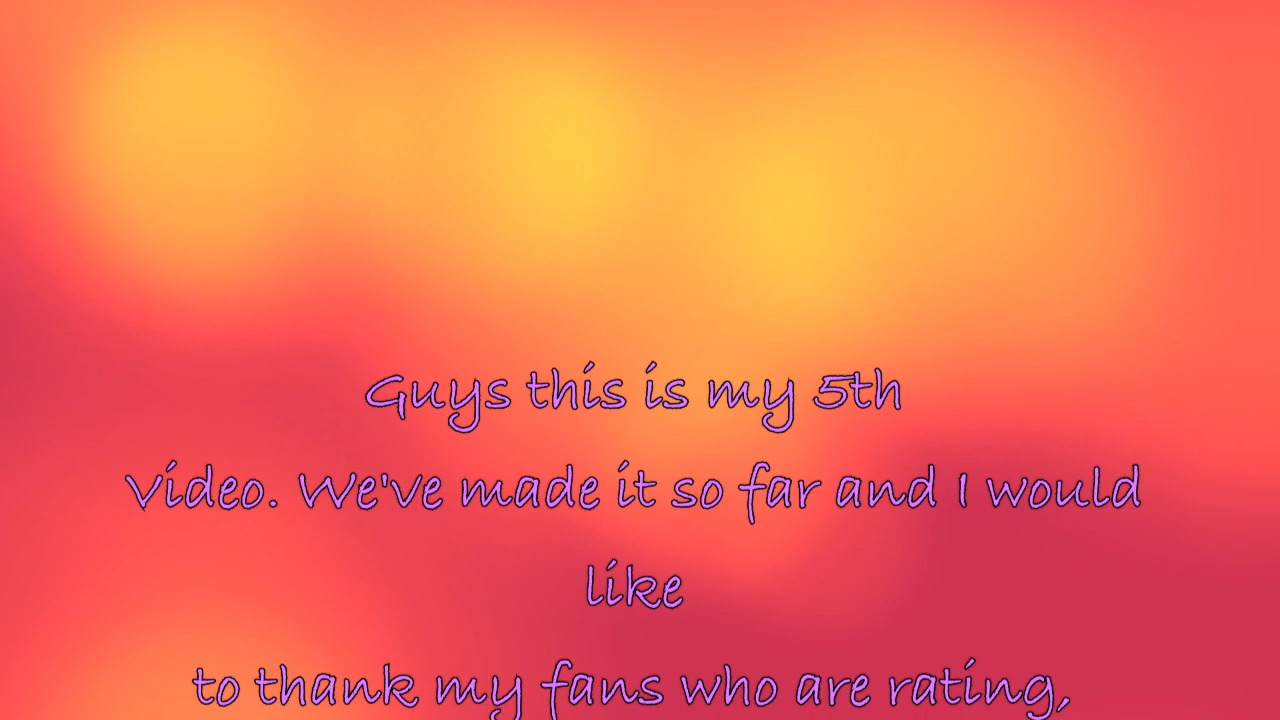 Guys this is my 5th
Video. We've made it so far and I would
like
to thank my fans who are rating,